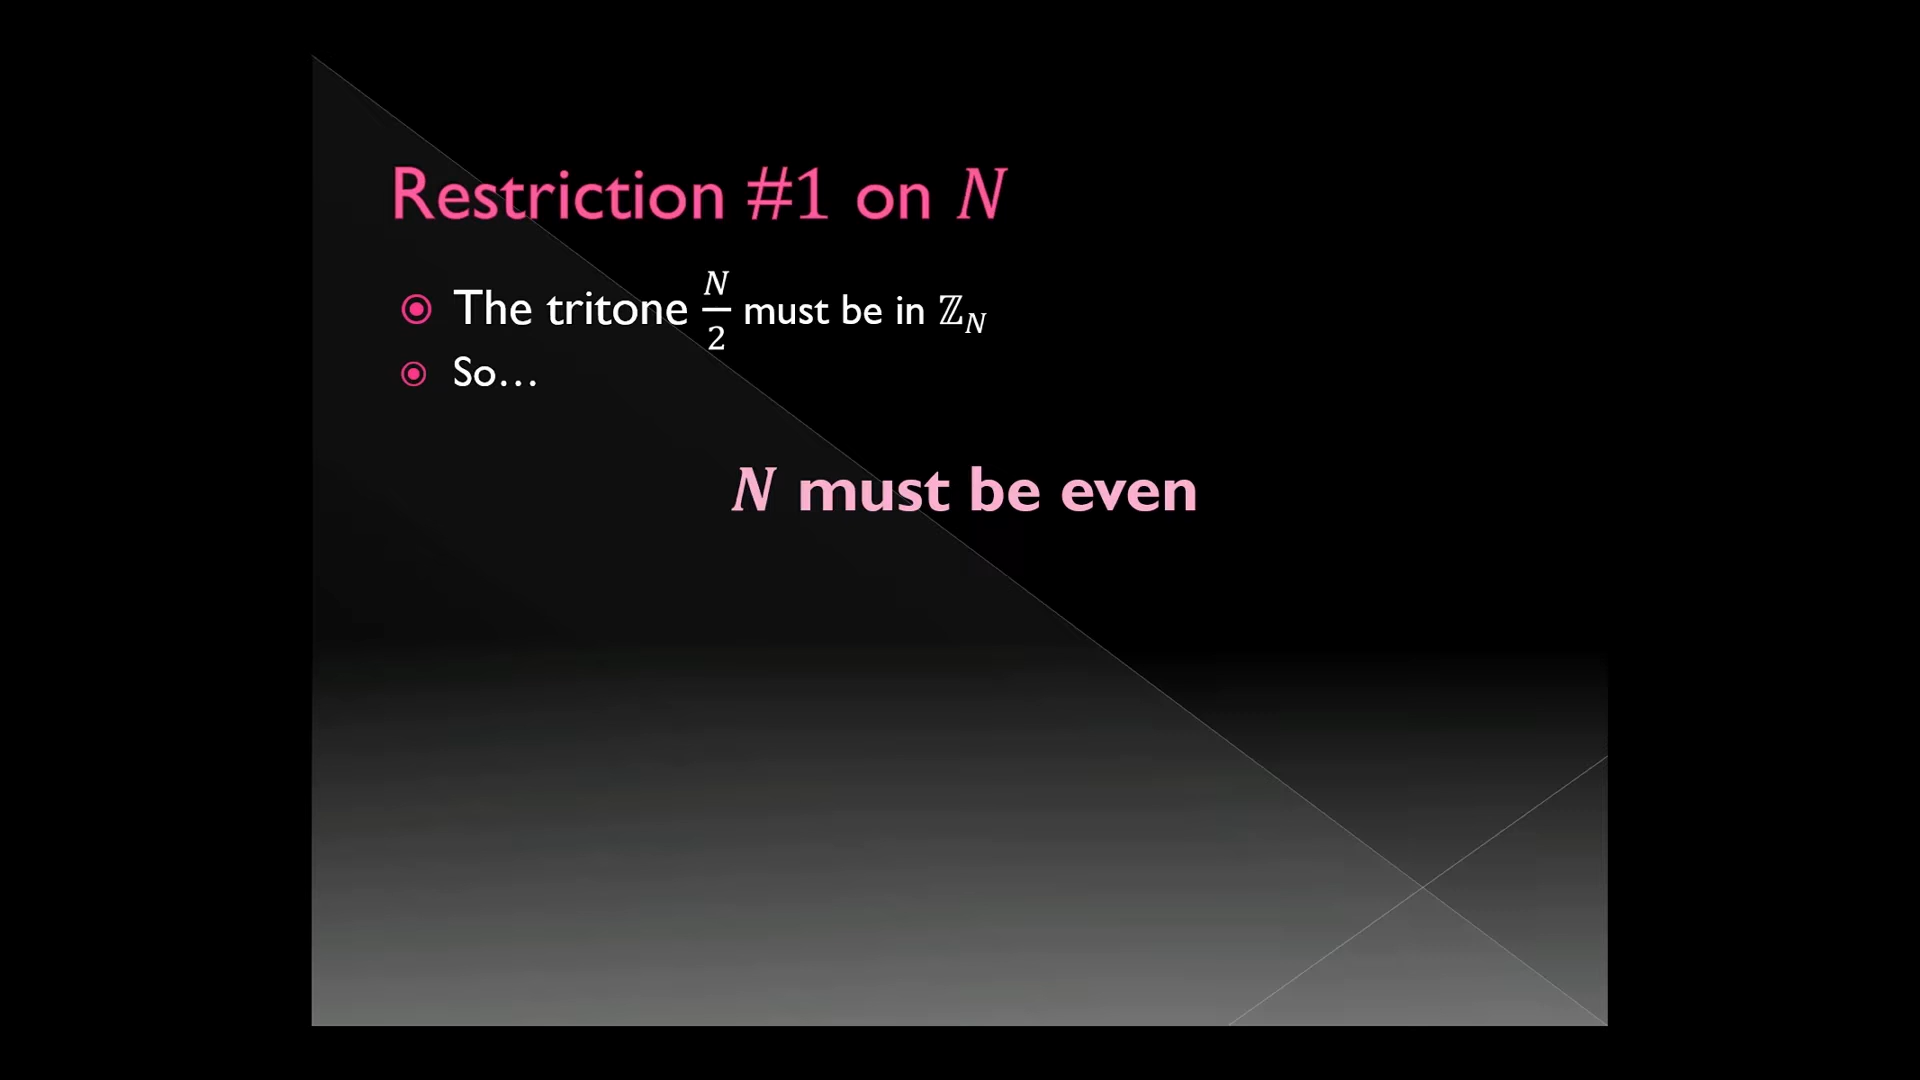 Restriction #1 on N
The tritone N/2 must be in ℤ_N
So…
N must be even